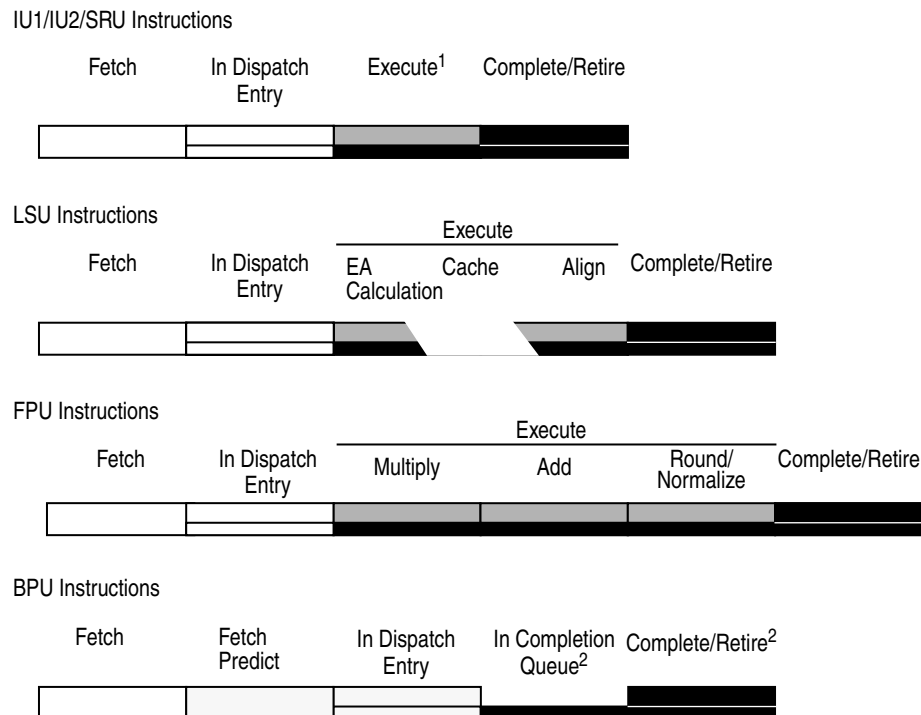 IU1/IU2/SRU Instructions
Fetch In Dispatch Entry Execute1 Complete/Retire
LSU Instructions
Execute
Fetch In Dispatch Entry EA Calculation Cache Align Complete/Retire
FPU Instructions
Execute
Fetch In Dispatch Entry Multiply Add Round/ Normalize Complete/Retire
BPU Instructions
Fetch Fetch Predict In Dispatch Entry In Completion Queue2 Complete/Retire2